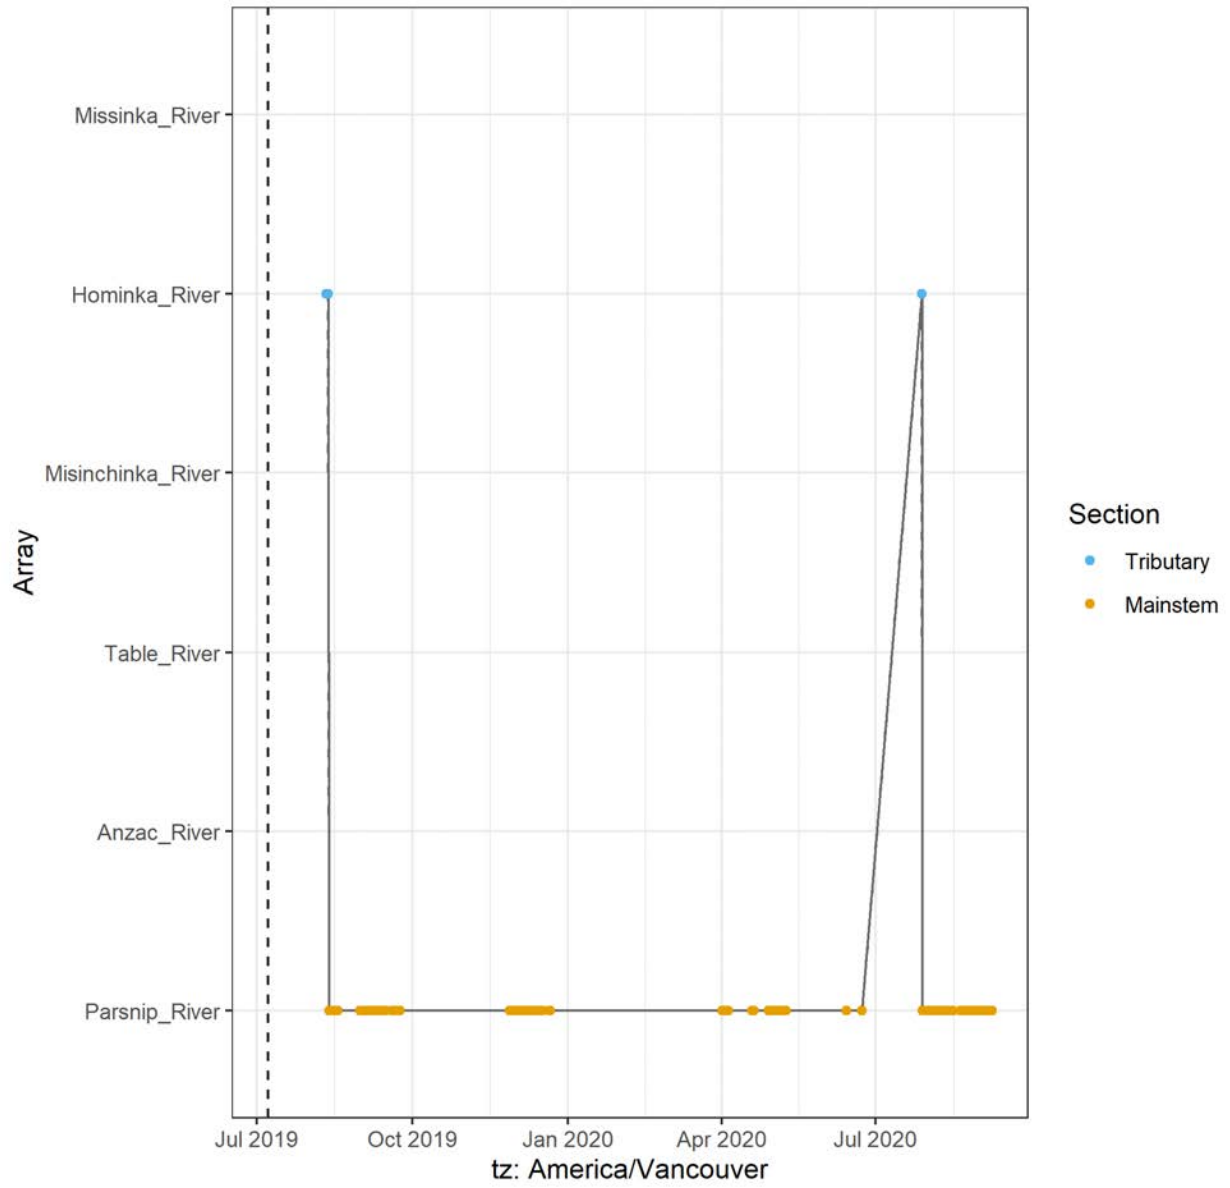 Missinka_River
Hominka_River
Misinchinka_River
Table_River
Anzac_River
Parsnip_River
Array
Jul 2019 Oct 2019 Jan 2020 Apr 2020 Jul 2020
tz: America/Vancouver
Section
Tributary
Mainstem